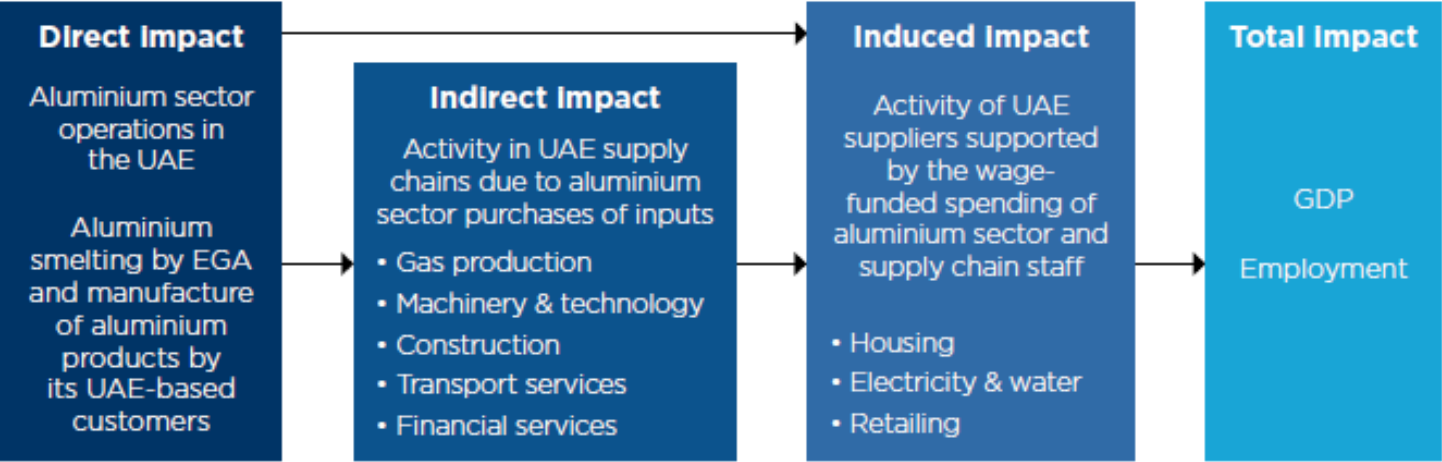 Direct Impact
Aluminium sector
operations in
the UAE
Aluminium
smelting by EGA
and manufacture
of aluminium
products by
its UAE-based
customers
Indirect Impact
Activity in UAE supply
chains due to aluminium
sector purchases of inputs
• Gas production
• Machinery & technology
• Construction
• Transport services
• Financial services
Induced Impact
Activity of UAE
suppliers supported
by the wage-
funded spending of
aluminium sector and
supply chain staff
• Housing
• Electricity & water
• Retailing
Total Impact
GDP
Employment